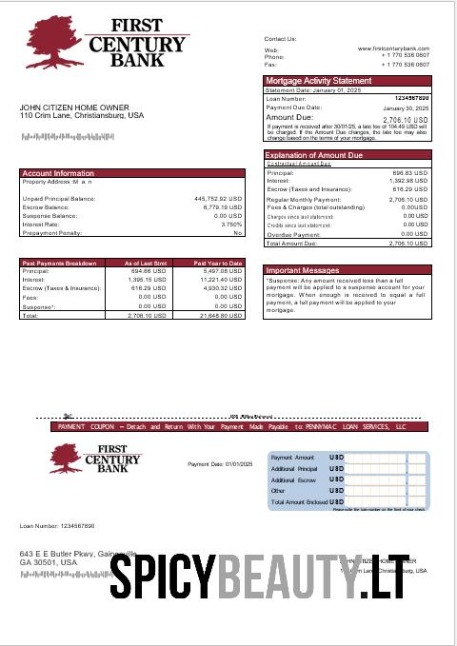 FIRST
CENTURY
BANK
Contact Us:
Web: www.firstcenturybank.com
Phone: + 1 770 536 0607
Fax: + 1 770 536 0607
Mortgage Activity Statement
Statement Date: January 01, 2025
Loan Number: 1234567890
Payment Due Date: January 30, 2025
Amount Due: 2,706.10 USD
If payment is received after 30/01/25, a late fee of 104.49 USD will
be charged. If the Amount Due changes, the late fee may also
change based on the terms of your mortgage.
JOHN CITIZEN HOME OWNER
110 Crim Lane, Christiansburg, USA
Explanation of Amount Due
Contractual Amount Due
Principal: 696.83 USD
Interest: 1,392.98 USD
Escrow (Taxes and Insurance): 616.29 USD
Regular Monthly Payment: 2,706.10 USD
Fees & Charges (total outstanding) 0.00USD
Charges since last statement: 0.00 USD
Credits since last statement: 0.00 USD
Overdue Payment: 0.00 USD
Total Amount Due: 2,706.10 USD
Account Information
Property Address M a n
Unpaid Principal Balance: 445,752.92 USD
Escrow Balance: 6,779.19 USD
Suspense Balance: 0.00 USD
Interest Rate: 3.750%
Prepayment Penalty: No
Past Payments Breakdown As of Last Stmt Paid Year to Date
Principal: 694.66 USD 5,497.08 USD
Interest: 1,395.15 USD 11,221.40 USD
Escrow (Taxes & Insurance): 616.29 USD 4,930.32 USD
Fees: 0.00 USD 0.00 USD
Suspense*: 0.00 USD 0.00 USD
Total: 2,706.10 USD 21,648.80 USD
Important Messages
*Suspense: Any amount received less than a full
payment will be applied to a suspense account for your
mortgage. When enough is received to equal a full
payment, a full payment will be applied to your
mortgage.
PAYMENT COUPON – Detach and Return With Your Payment Made Payable to: PENNYMAC LOAN SERVICES, LLC
FIRST
CENTURY
BANK
Payment Date: 01/01/2025
Payment Amount USD
Additional Principal USD
Additional Escrow USD
Other USD
Total Amount Enclosed USD
Loan Number: 1234567890
643 E E Butler Pkwy, Gainesville
GA 30501, USA
SPICYBEAUTY.LT